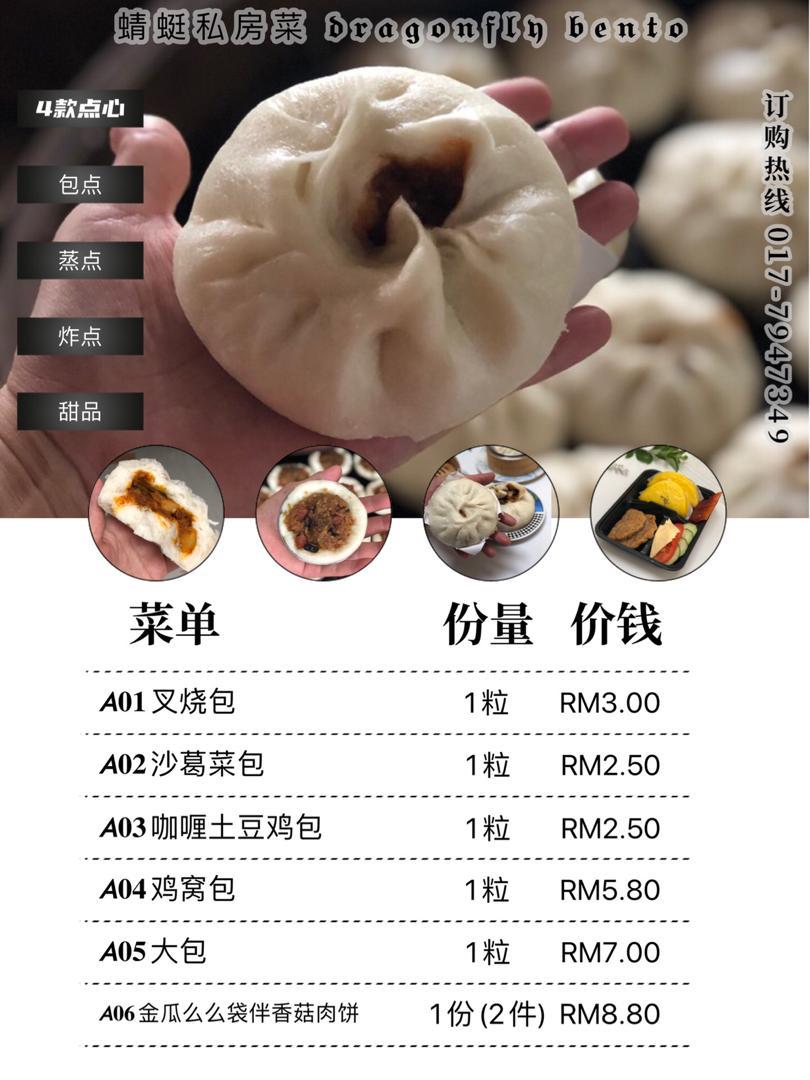 蜻蜓私房菜 dragonfly bento
4款点心
包点
蒸点
炸点
甜品
订购热线 017-7947849
菜单 份量 价钱
A01 叉烧包 1粒 RM3.00
A02 沙葛菜包 1粒 RM2.50
A03 咖喱土豆鸡包 1粒 RM2.50
A04 鸡窝包 1粒 RM5.80
A05 大包 1粒 RM7.00
A06 金瓜么么袋伴香菇肉饼 1份(2件) RM8.80